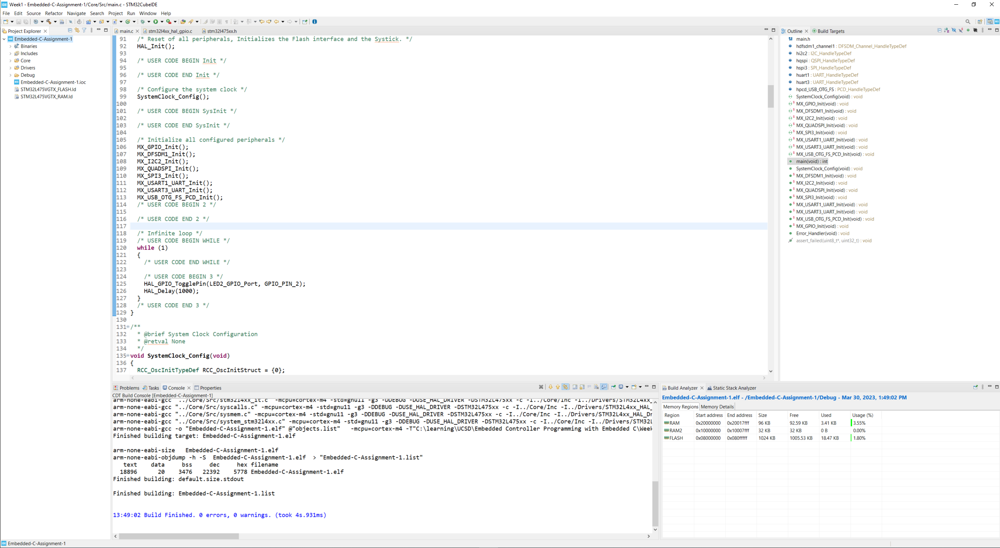 Week1 - Embedded-C-Assignment-1/Core/Src/main.c - STM32CubeIDE
File Edit Source Refactor Navigate Search Project Run Window Help
Project Explorer
Embedded-C-Assignment-1
Binaries
Includes
Core
Drivers
Debug
Embedded-C-Assignment-1.ioc
STM32L475VGTX_FLASH.ld
STM32L475VGTX_RAM.ld
main.c stm32l4xx_hal_gpio.c stm32l475xx.h
91 /* Reset of all peripherals, Initializes the Flash interface and the Systick. */
92 HAL_Init();
93
94 /* USER CODE BEGIN Init */
95
96 /* USER CODE END Init */
97
98 /* Configure the system clock */
99 SystemClock_Config();
100
101 /* USER CODE BEGIN SysInit */
102
103 /* USER CODE END SysInit */
104
105 /* Initialize all configured peripherals */
106 MX_GPIO_Init();
107 MX_DFSDM1_Init();
108 MX_I2C2_Init();
109 MX_QUADSPI_Init();
110 MX_SPI3_Init();
111 MX_USART1_UART_Init();
112 MX_USART3_UART_Init();
113 MX_USB_OTG_FS_PCD_Init();
114 /* USER CODE BEGIN 2 */
115
116 /* USER CODE END 2 */
117
118 /* Infinite loop */
119 /* USER CODE BEGIN WHILE */
120 while (1)
121 {
122 /* USER CODE END WHILE */
123
124 /* USER CODE BEGIN 3 */
125 HAL_GPIO_TogglePin(LED2_GPIO_Port, GPIO_PIN_2);
126 HAL_Delay(1000);
127 }
128 /* USER CODE END 3 */
129 }
130
131 /**
132 * @brief System Clock Configuration
133 * @retval None
134 */
135 void SystemClock_Config(void)
136 {
137 RCC_OscInitTypeDef RCC_OscInitStruct = {0};
Outline Build Targets
main.h
hdfsdm1_channel1 : DFSDM_Channel_HandleTypeDef
hi2c2 : I2C_HandleTypeDef
hqspi : QSPI_HandleTypeDef
hspi3 : SPI_HandleTypeDef
huart1 : UART_HandleTypeDef
huart3 : UART_HandleTypeDef
hpcd_USB_OTG_FS : PCD_HandleTypeDef
SystemClock_Config(void) : void
MX_GPIO_Init(void) : void
MX_DFSDM1_Init(void) : void
MX_I2C2_Init(void) : void
MX_QUADSPI_Init(void) : void
MX_SPI3_Init(void) : void
MX_USART1_UART_Init(void) : void
MX_USART3_UART_Init(void) : void
MX_USB_OTG_FS_PCD_Init(void) : void
main(void) : int
SystemClock_Config(void) : void
MX_DFSDM1_Init(void) : void
MX_I2C2_Init(void) : void
MX_QUADSPI_Init(void) : void
MX_SPI3_Init(void) : void
MX_USART1_UART_Init(void) : void
MX_USART3_UART_Init(void) : void
MX_USB_OTG_FS_PCD_Init(void) : void
MX_GPIO_Init(void) : void
Error_Handler(void) : void
assert_failed(uint8_t*, uint32_t) : void
Problems Tasks Console Properties
CDT Build Console [Embedded-C-Assignment-1]
arm-none-eabi-gcc "../Core/Src/stm32l4xx_it.c" -mcpu=cortex-m4 -std=gnu11 -g3 -DDEBUG -DUSE_HAL_DRIVER -DSTM32L475xx -c -I../Core/Inc -I../Drivers/STM32L4xx_
arm-none-eabi-gcc "../Core/Src/syscalls.c" -mcpu=cortex-m4 -std=gnu11 -g3 -DDEBUG -DUSE_HAL_DRIVER -DSTM32L475xx -c -I../Core/Inc -I../Drivers/STM32L4xx_HAL_
arm-none-eabi-gcc "../Core/Src/sysmem.c" -mcpu=cortex-m4 -std=gnu11 -g3 -DDEBUG -DUSE_HAL_DRIVER -DSTM32L475xx -c -I../Core/Inc -I../Drivers/STM32L4xx_HAL_Dr
arm-none-eabi-gcc "../Core/Src/system_stm32l4xx.c" -mcpu=cortex-m4 -std=gnu11 -g3 -DDEBUG -DUSE_HAL_DRIVER -DSTM32L475xx -c -I../Core/Inc -I../Drivers/STM32L
arm-none-eabi-gcc -o "Embedded-C-Assignment-1.elf" @"objects.list" -mcpu=cortex-m4 -T"C:\learning\UCSD\Embedded Controller Programming with Embedded C\Week
Finished building target: Embedded-C-Assignment-1.elf
arm-none-eabi-size Embedded-C-Assignment-1.elf
arm-none-eabi-objdump -h -S Embedded-C-Assignment-1.elf > "Embedded-C-Assignment-1.list"
text data bss dec hex filename
18896 20 3476 22392 5778 Embedded-C-Assignment-1.elf
Finished building: default.size.stdout
Finished building: Embedded-C-Assignment-1.list
13:49:02 Build Finished. 0 errors, 0 warnings. (took 4s.931ms)
Build Analyzer Static Stack Analyzer
Embedded-C-Assignment-1.elf - /Embedded-C-Assignment-1/Debug - Mar 30, 2023, 1:49:02 PM
Memory Regions Memory Details
Region Start address End address Size Free Used Usage (%)
RAM 0x20000000 0x20017fff 96 KB 92.59 KB 3.41 KB 3.55%
RAM2 0x10000000 0x10007fff 32 KB 32 KB 0 B 0.00%
FLASH 0x08000000 0x080fffff 1024 KB 1005.53 KB 18.47 KB 1.80%
Embedded-C-Assignment-1